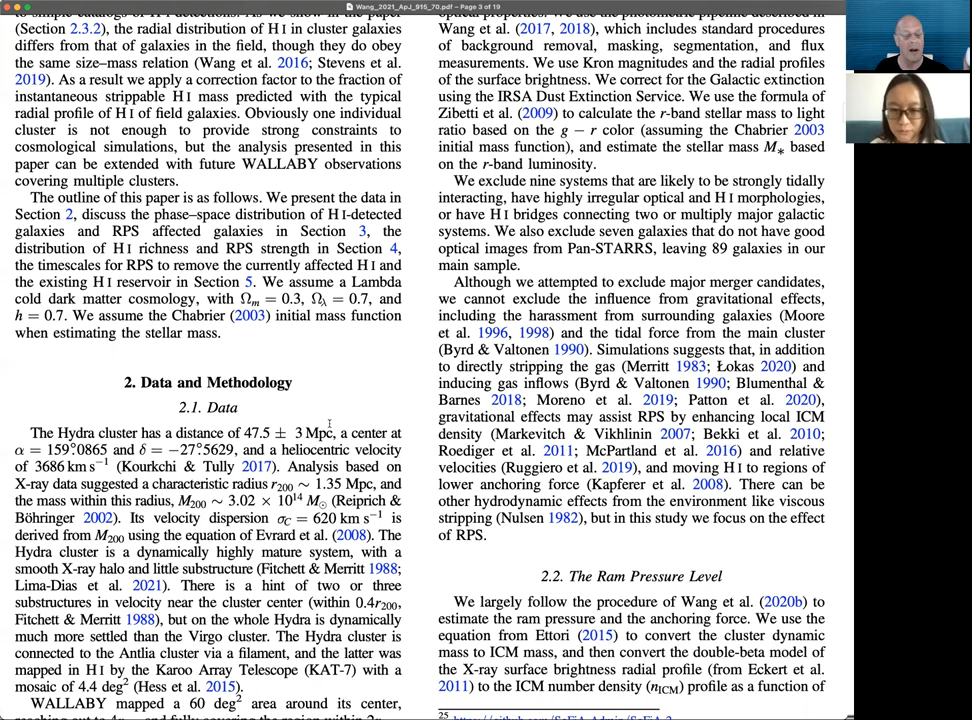 Wang_2021_ApJ_915_70.pdf - Page 3 of 19
to simple catalogs of H I detections. As we show in the paper
(Section 2.3.2), the radial distribution of H I in cluster galaxies
differs from that of galaxies in the field, though they do obey
the same size–mass relation (Wang et al. 2016; Stevens et al.
2019). As a result we apply a correction factor to the fraction of
instantaneous strippable H I mass predicted with the typical
radial profile of H I of field galaxies. Obviously one individual
cluster is not enough to provide strong constraints to
cosmological simulations, but the analysis presented in this
paper can be extended with future WALLABY observations
covering multiple clusters.
The outline of this paper is as follows. We present the data in
Section 2, discuss the phase–space distribution of H I-detected
galaxies and RPS affected galaxies in Section 3, the
distribution of H I richness and RPS strength in Section 4,
the timescales for RPS to remove the currently affected H I and
the existing H I reservoir in Section 5. We assume a Lambda
cold dark matter cosmology, with Ωm = 0.3, Ωλ = 0.7, and
h = 0.7. We assume the Chabrier (2003) initial mass function
when estimating the stellar mass.
2. Data and Methodology
2.1. Data
The Hydra cluster has a distance of 47.5 ± 3 Mpc, a center at
α = 159°.0865 and δ = −27°.5629, and a heliocentric velocity
of 3686 km s⁻¹ (Kourkchi & Tully 2017). Analysis based on
X-ray data suggested a characteristic radius r200 ∼ 1.35 Mpc, and
the mass within this radius, M200 ∼ 3.02 × 10¹⁴ M⊙ (Reiprich &
Böhringer 2002). Its velocity dispersion σC = 620 km s⁻¹ is
derived from M200 using the equation of Evrard et al. (2008). The
Hydra cluster is a dynamically highly mature system, with a
smooth X-ray halo and little substructure (Fitchett & Merritt 1988;
Lima-Dias et al. 2021). There is a hint of two or three
substructures in velocity near the cluster center (within 0.4r200,
Fitchett & Merritt 1988), but on the whole Hydra is dynamically
much more settled than the Virgo cluster. The Hydra cluster is
connected to the Antlia cluster via a filament, and the latter was
mapped in H I by the Karoo Array Telescope (KAT-7) with a
mosaic of 4.4 deg² (Hess et al. 2015).
WALLABY mapped a 60 deg² area around its center,
optical properties. We use the photometric pipeline described in
Wang et al. (2017, 2018), which includes standard procedures
of background removal, masking, segmentation, and flux
measurements. We use Kron magnitudes and the radial profiles
of the surface brightness. We correct for the Galactic extinction
using the IRSA Dust Extinction Service. We use the formula of
Zibetti et al. (2009) to calculate the r-band stellar mass to light
ratio based on the g − r color (assuming the Chabrier 2003
initial mass function), and estimate the stellar mass M* based
on the r-band luminosity.
We exclude nine systems that are likely to be strongly tidally
interacting, have highly irregular optical and H I morphologies,
or have H I bridges connecting two or multiply major galactic
systems. We also exclude seven galaxies that do not have good
optical images from Pan-STARRS, leaving 89 galaxies in our
main sample.
Although we attempted to exclude major merger candidates,
we cannot exclude the influence from gravitational effects,
including the harassment from surrounding galaxies (Moore
et al. 1996, 1998) and the tidal force from the main cluster
(Byrd & Valtonen 1990). Simulations suggests that, in addition
to directly stripping the gas (Merritt 1983; Łokas 2020) and
inducing gas inflows (Byrd & Valtonen 1990; Blumenthal &
Barnes 2018; Moreno et al. 2019; Patton et al. 2020),
gravitational effects may assist RPS by enhancing local ICM
density (Markevitch & Vikhlinin 2007; Bekki et al. 2010;
Roediger et al. 2011; McPartland et al. 2016) and relative
velocities (Ruggiero et al. 2019), and moving H I to regions of
lower anchoring force (Kapferer et al. 2008). There can be
other hydrodynamic effects from the environment like viscous
stripping (Nulsen 1982), but in this study we focus on the effect
of RPS.
2.2. The Ram Pressure Level
We largely follow the procedure of Wang et al. (2020b) to
estimate the ram pressure and the anchoring force. We use the
equation from Ettori (2015) to convert the cluster dynamic
mass to ICM mass, and then convert the double-beta model of
the X-ray surface brightness radial profile (from Eckert et al.
2011) to the ICM number density (nICM) profile as a function of
25